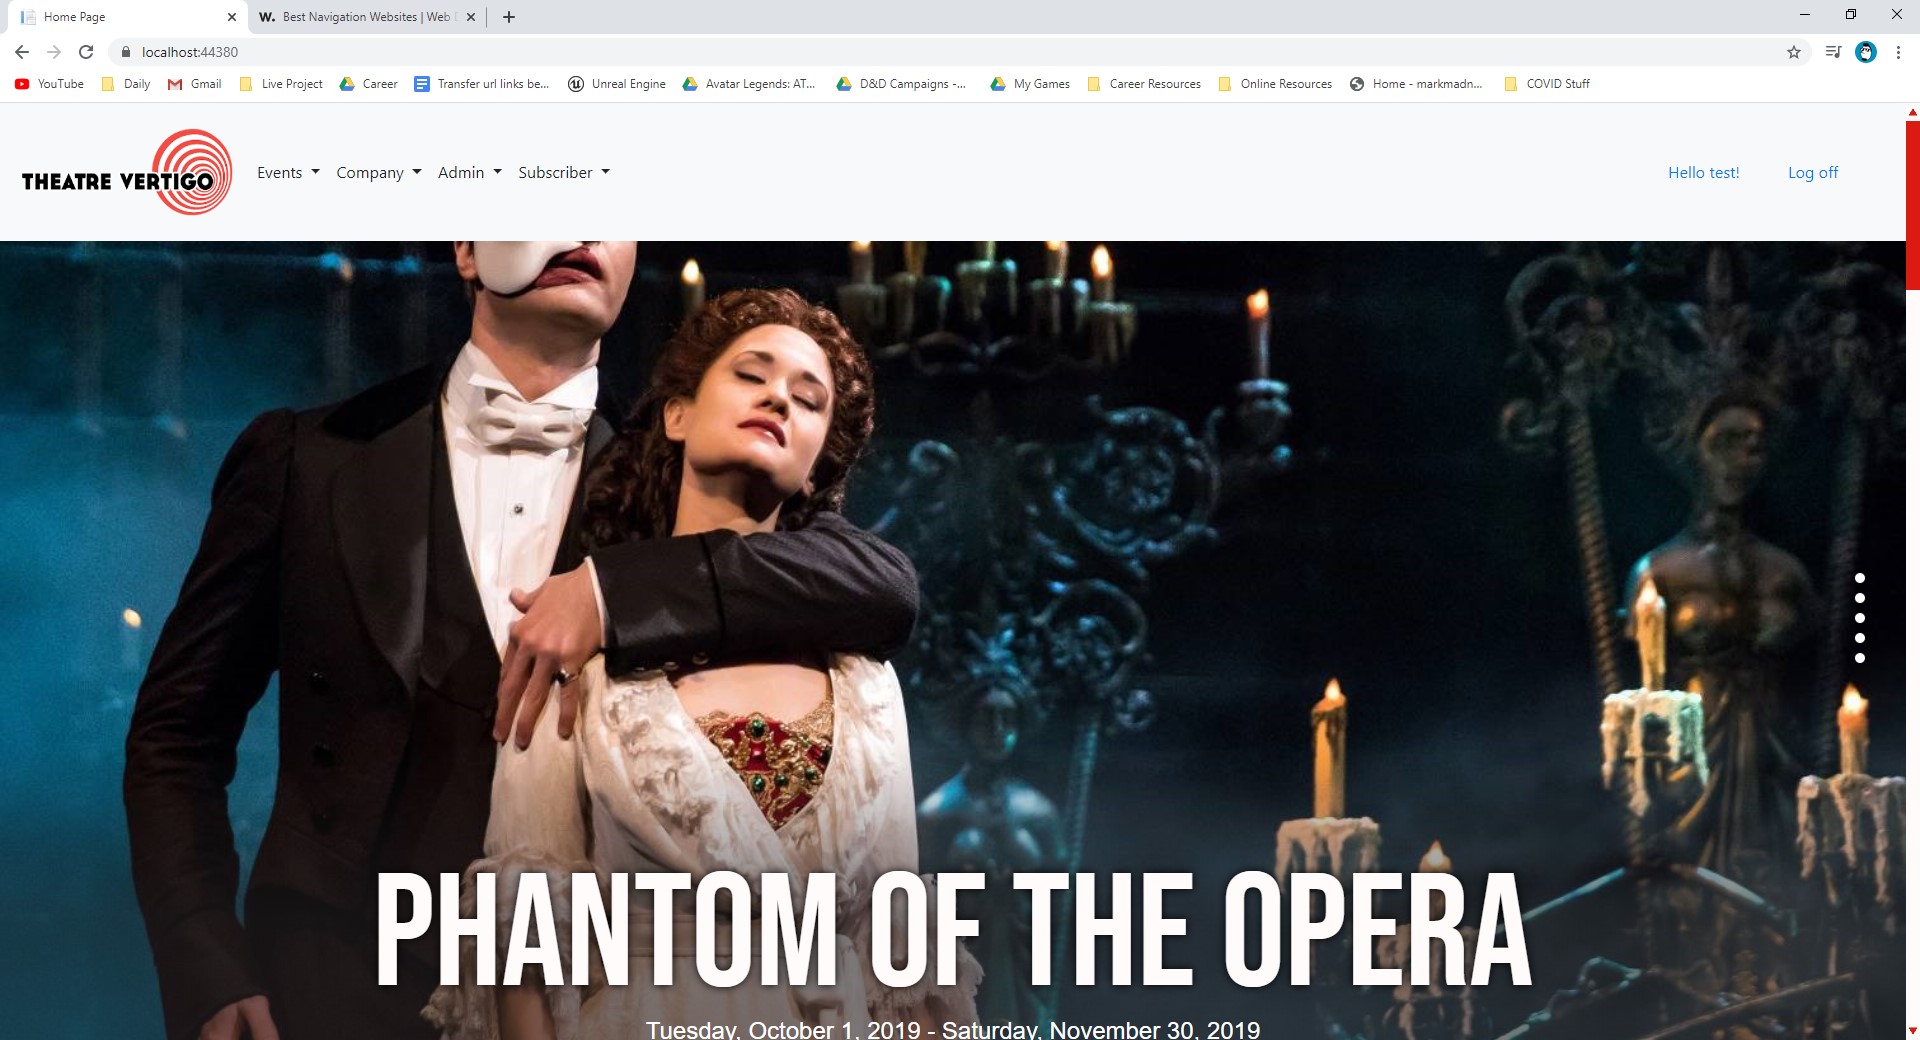 Home Page
W. Best Navigation Websites | Web
localhost:44380
YouTube Daily Gmail Live Project Career Transfer url links be... Unreal Engine Avatar Legends: AT... D&D Campaigns -... My Games Career Resources Online Resources Home - markmadn... COVID Stuff
THEATRE VERTIGO
Events Company Admin Subscriber Hello test! Log off
PHANTOM OF THE OPERA
Tuesday, October 1, 2019 - Saturday, November 30, 2019